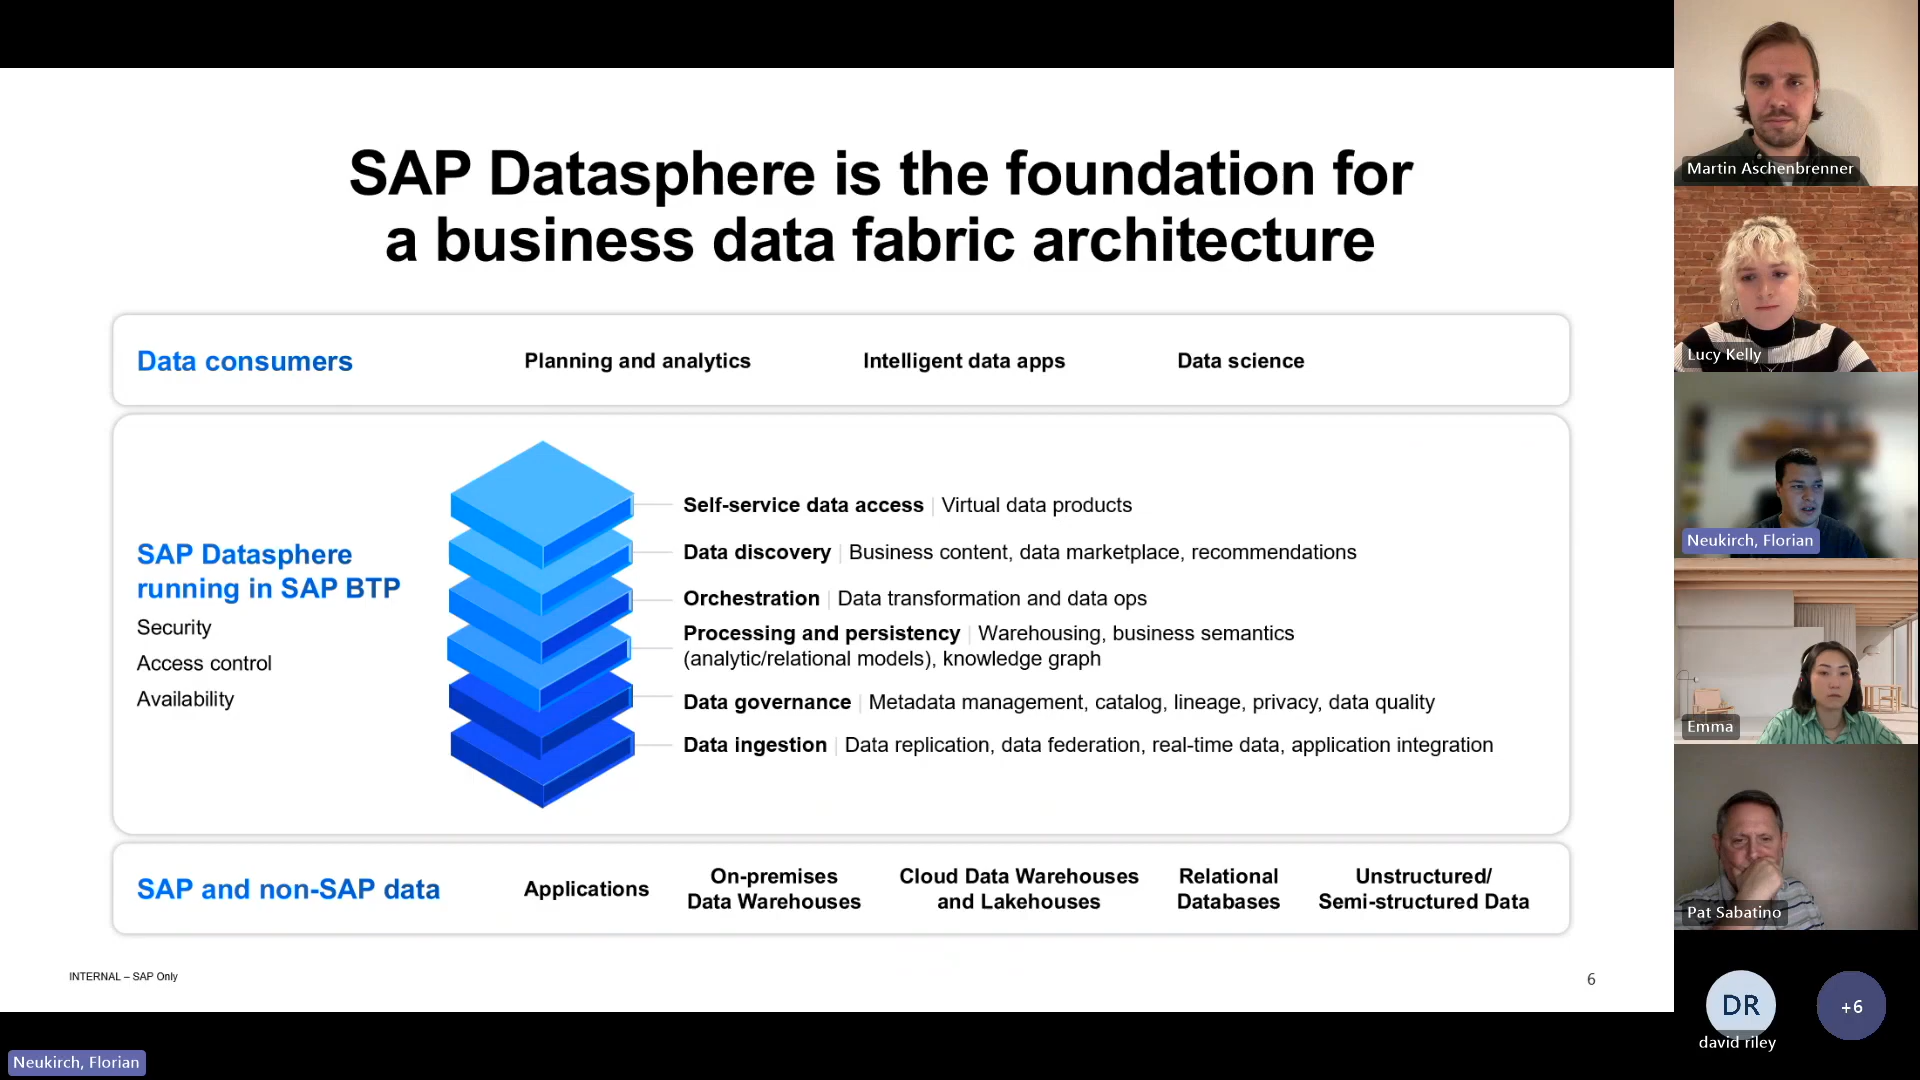 SAP Datasphere is the foundation for
a business data fabric architecture
Data consumers
Planning and analytics
Intelligent data apps
Data science
SAP Datasphere
running in SAP BTP
Security
Access control
Availability
Self-service data access | Virtual data products
Data discovery | Business content, data marketplace, recommendations
Orchestration | Data transformation and data ops
Processing and persistency | Warehousing, business semantics
(analytic/relational models), knowledge graph
Data governance | Metadata management, catalog, lineage, privacy, data quality
Data ingestion | Data replication, data federation, real-time data, application integration
SAP and non-SAP data
Applications
On-premises
Data Warehouses
Cloud Data Warehouses
and Lakehouses
Relational
Databases
Unstructured/
Semi-structured Data
INTERNAL – SAP Only
6
Neukirch, Florian
Martin Aschenbrenner
Lucy Kelly
Neukirch, Florian
Emma
Pat Sabatino
DR
david riley
+6